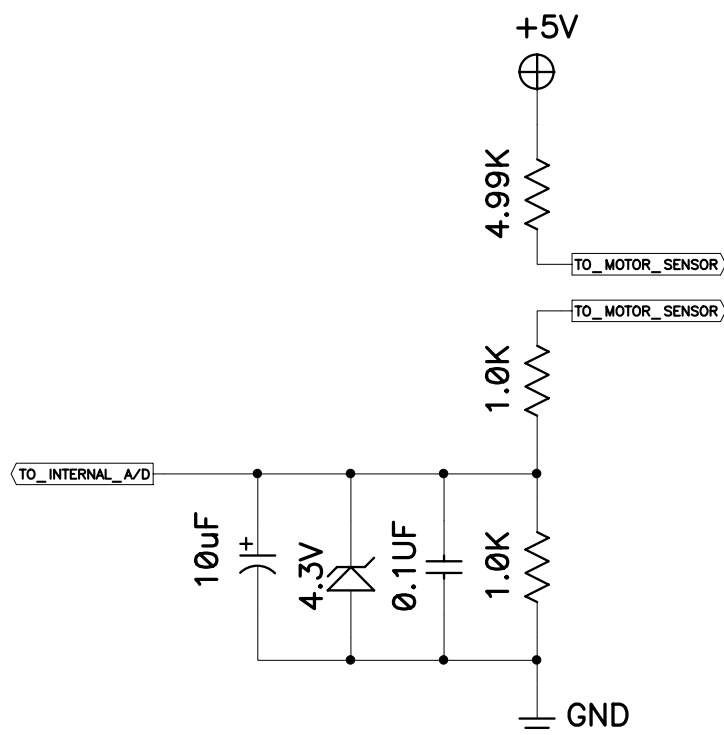 +5V
4.99K
TO_MOTOR_SENSOR
TO_MOTOR_SENSOR
1.0K
TO_INTERNAL_A/D
10uF
+
4.3V
0.1UF
1.0K
GND